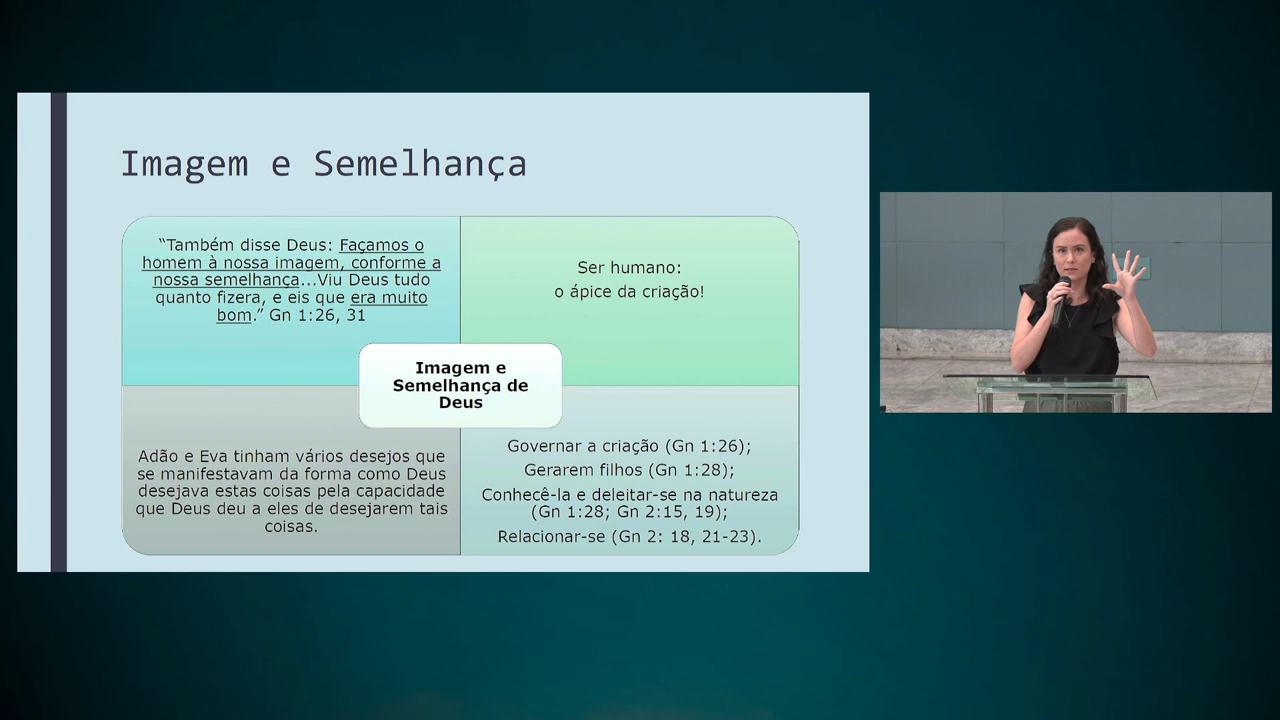 Imagem e Semelhança
“Também disse Deus: Façamos o
homem à nossa imagem, conforme a
nossa semelhança...Viu Deus tudo
quanto fizera, e eis que era muito
bom.” Gn 1:26, 31
Ser humano:
o ápice da criação!
Imagem e
Semelhança de
Deus
Adão e Eva tinham vários desejos que
se manifestavam da forma como Deus
desejava estas coisas pela capacidade
que Deus deu a eles de desejarem tais
coisas.
Governar a criação (Gn 1:26);
Gerarem filhos (Gn 1:28);
Conhecê-la e deleitar-se na natureza
(Gn 1:28; Gn 2:15, 19);
Relacionar-se (Gn 2: 18, 21-23).